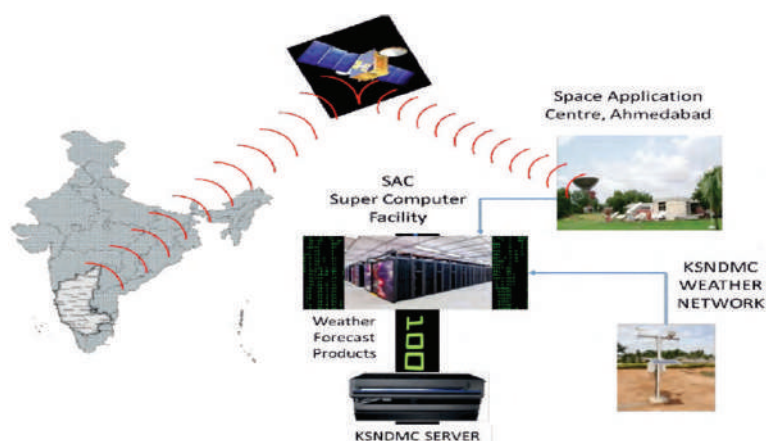 Space Application
Centre, Ahmedabad
SAC
Super Computer
Facility
KSNDMC
WEATHER
NETWORK
Weather
Forecast
Products
100
KSNDMC SERVER